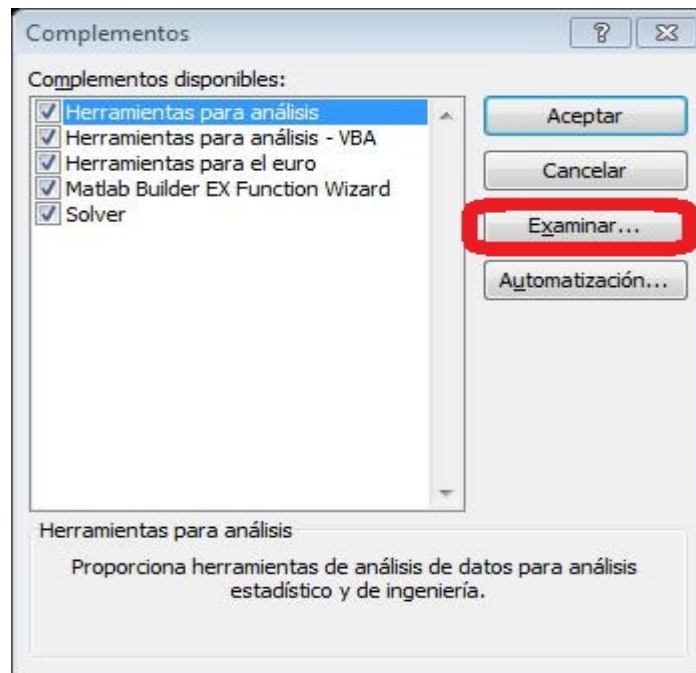 Complementos
Complementos disponibles:
Herramientas para análisis
Herramientas para análisis - VBA
Herramientas para el euro
Matlab Builder EX Function Wizard
Solver
Aceptar
Cancelar
Examinar...
Automatización...
Herramientas para análisis
Proporciona herramientas de análisis de datos para análisis
estadístico y de ingeniería.